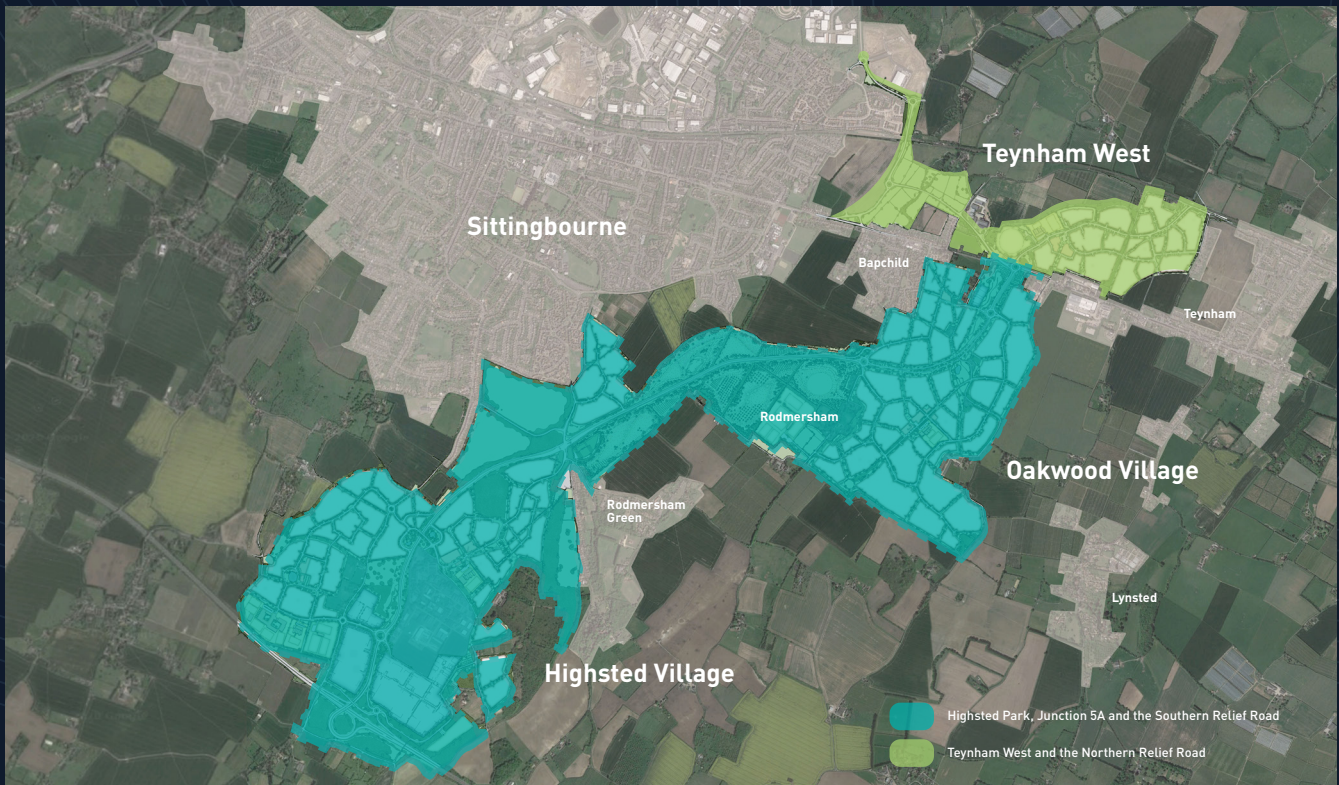 Teynham West
Sittingbourne
Bapchild
Teynham
Rodmersham
Oakwood Village
Rodmersham
Green
Lynsted
Highsted Village
Highsted Park, Junction 5A and the Southern Relief Road
Teynham West and the Northern Relief Road